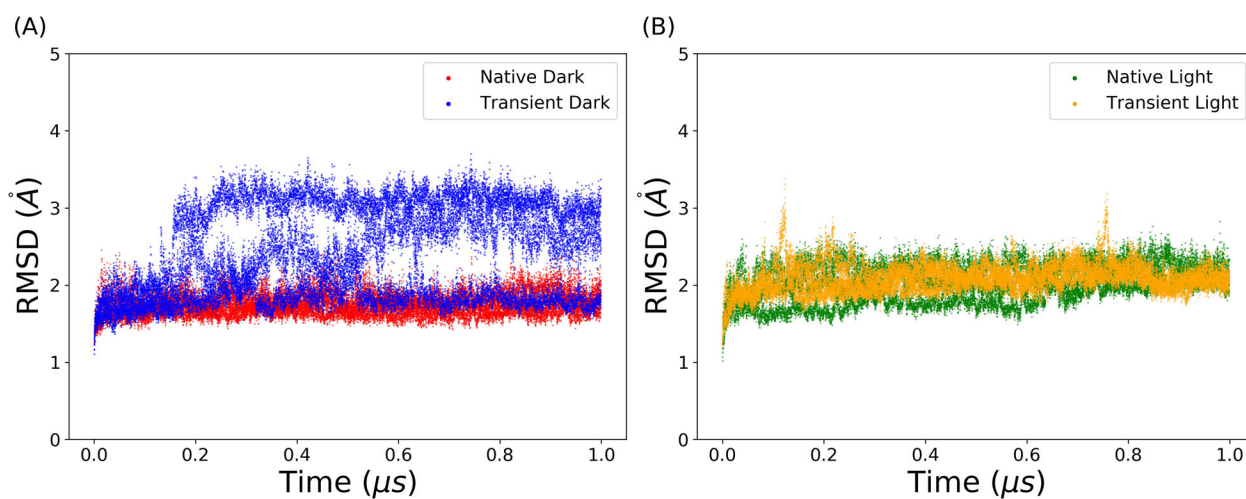 (A)
5
4
3
2
1
0
RMSD (Å)
0.0 0.2 0.4 0.6 0.8 1.0
Time (μs)
Native Dark
Transient Dark
(B)
5
4
3
2
1
0
RMSD (Å)
0.0 0.2 0.4 0.6 0.8 1.0
Time (μs)
Native Light
Transient Light